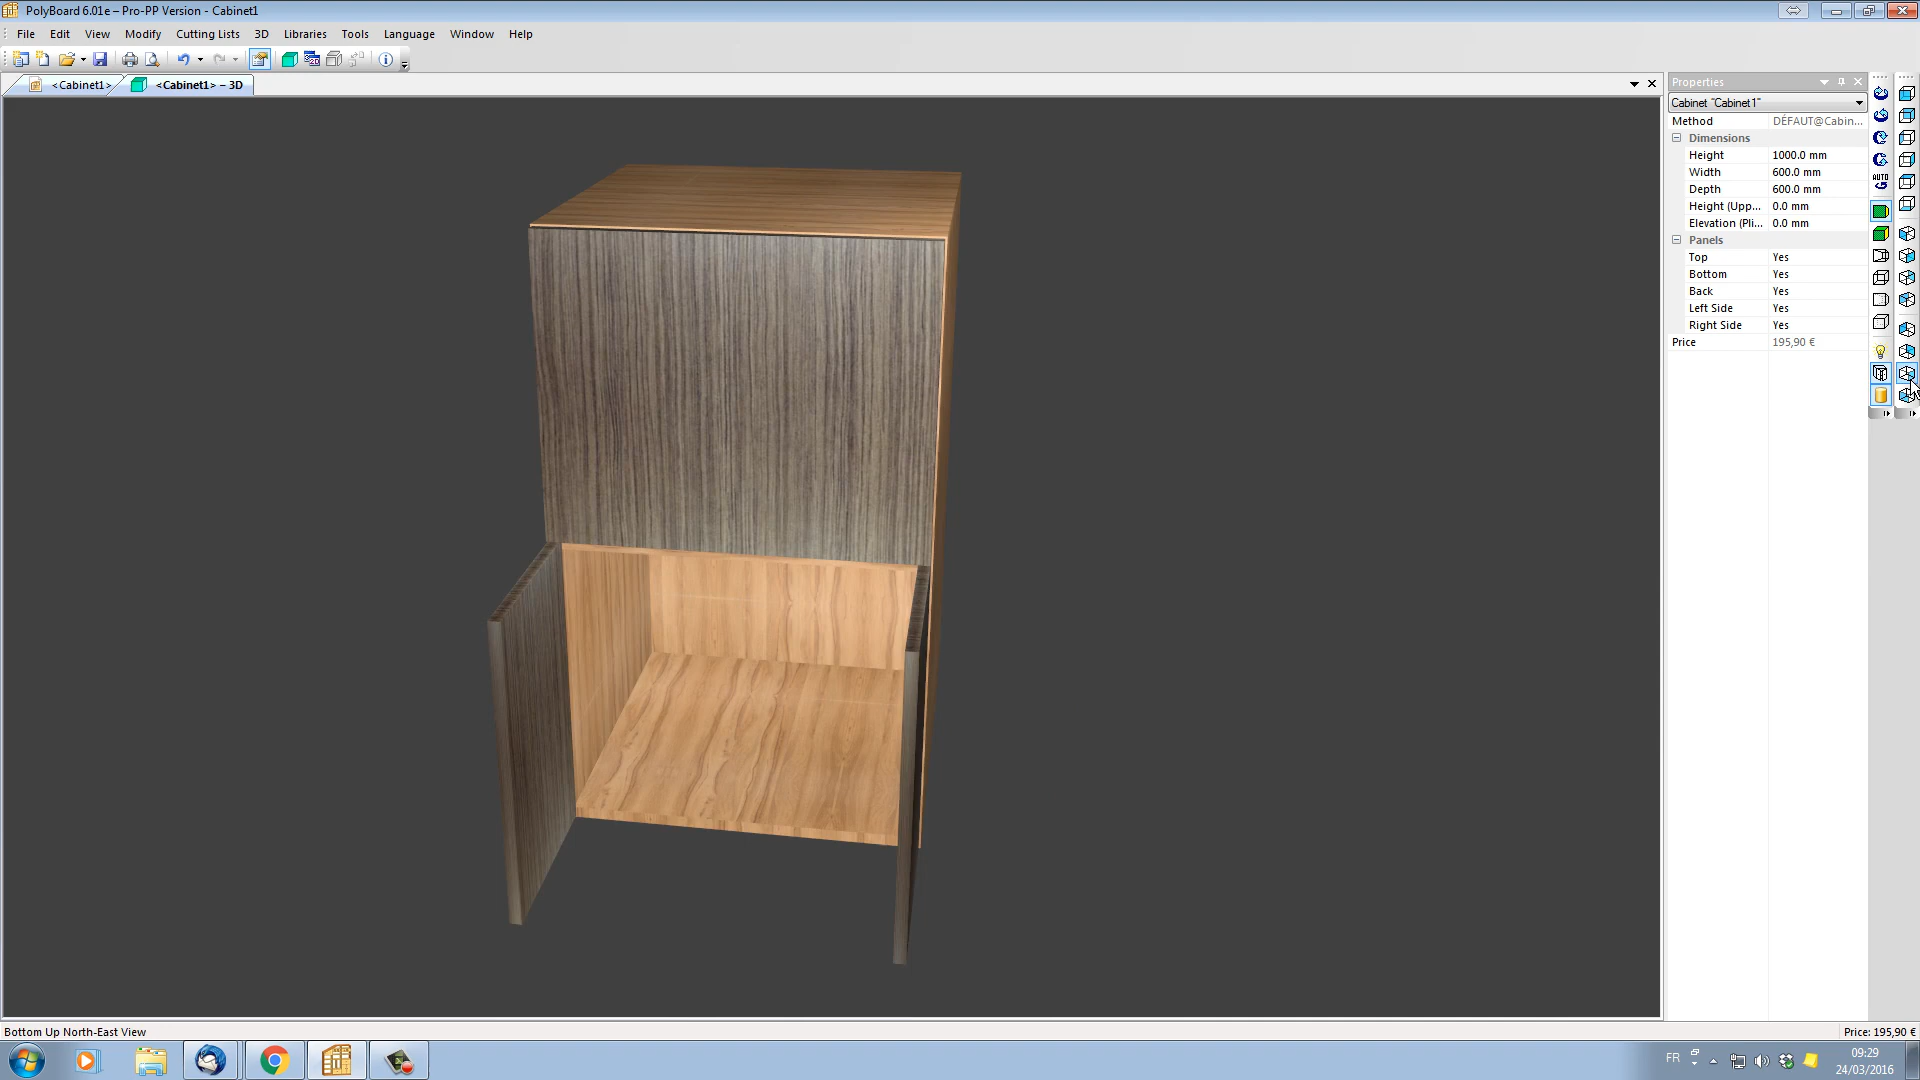 PolyBoard 6.01e – Pro-PP Version - Cabinet1
File Edit View Modify Cutting Lists 3D Libraries Tools Language Window Help
<Cabinet1> <Cabinet1> – 3D
Properties
Cabinet "Cabinet1"
Method DÉFAUT@Cabin...
Dimensions
Height 1000.0 mm
Width 600.0 mm
Depth 600.0 mm
Height (Upp... 0.0 mm
Elevation (Pli... 0.0 mm
Panels
Top Yes
Bottom Yes
Back Yes
Left Side Yes
Right Side Yes
Price 195,90 €
AUTO
Bottom Up North-East View
Price: 195,90 €
FR
09:29
24/03/2016